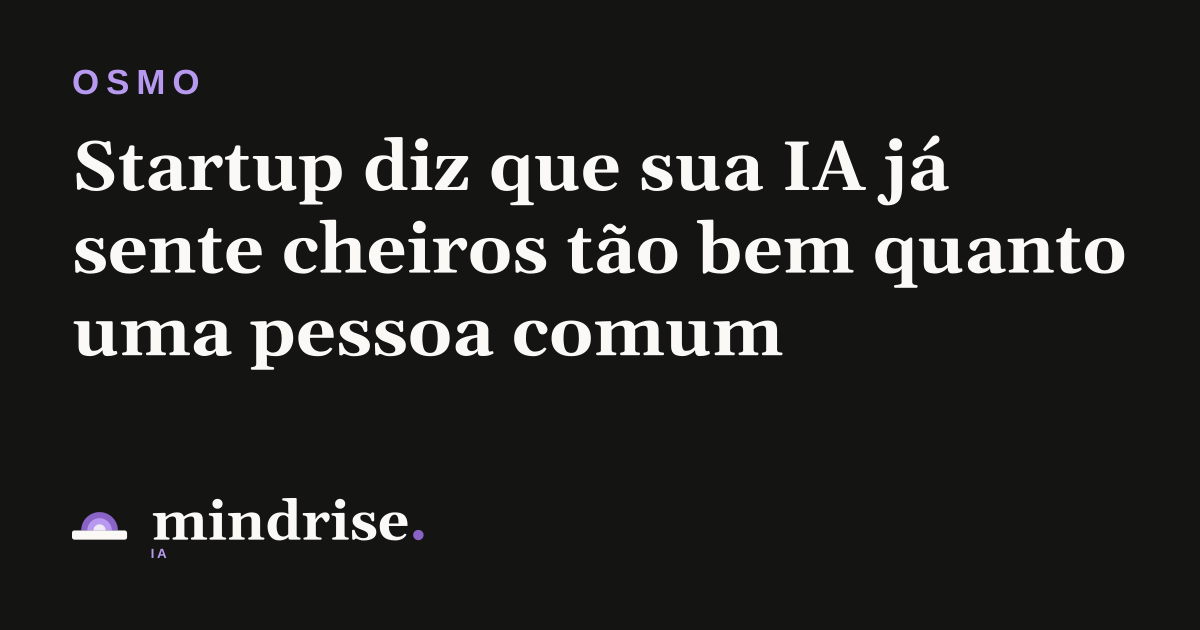 OSMO
Startup diz que sua IA já
sente cheiros tão bem quanto
uma pessoa comum
mindrise.
IA